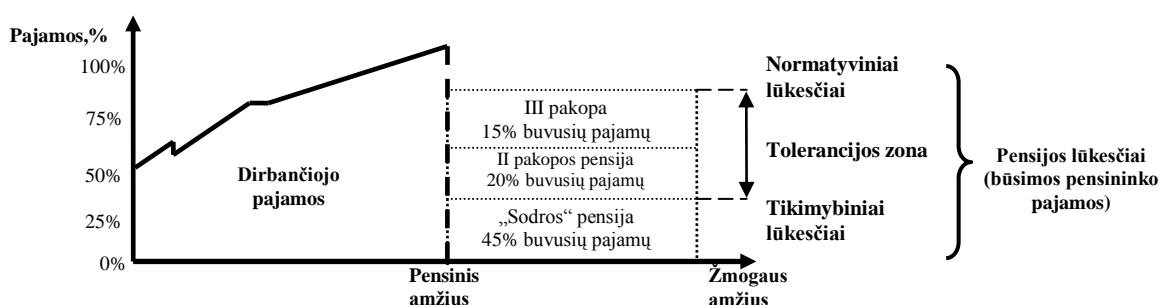 Pajamos,%
100%
75%
50%
25%
0%
Dirbančiojo
pajamos
III pakopa
15% buvusių pajamų
II pakopos pensija
20% buvusių pajamų
„Sodros“ pensija
45% buvusių pajamų
Pensinis
amžius
Žmogaus
amžius
Normatyviniai
lūkesčiai
Tolerancijos zona
Tikimybiniai
lūkesčiai
Pensijos lūkesčiai
(būsimos pensininko
pajamos)